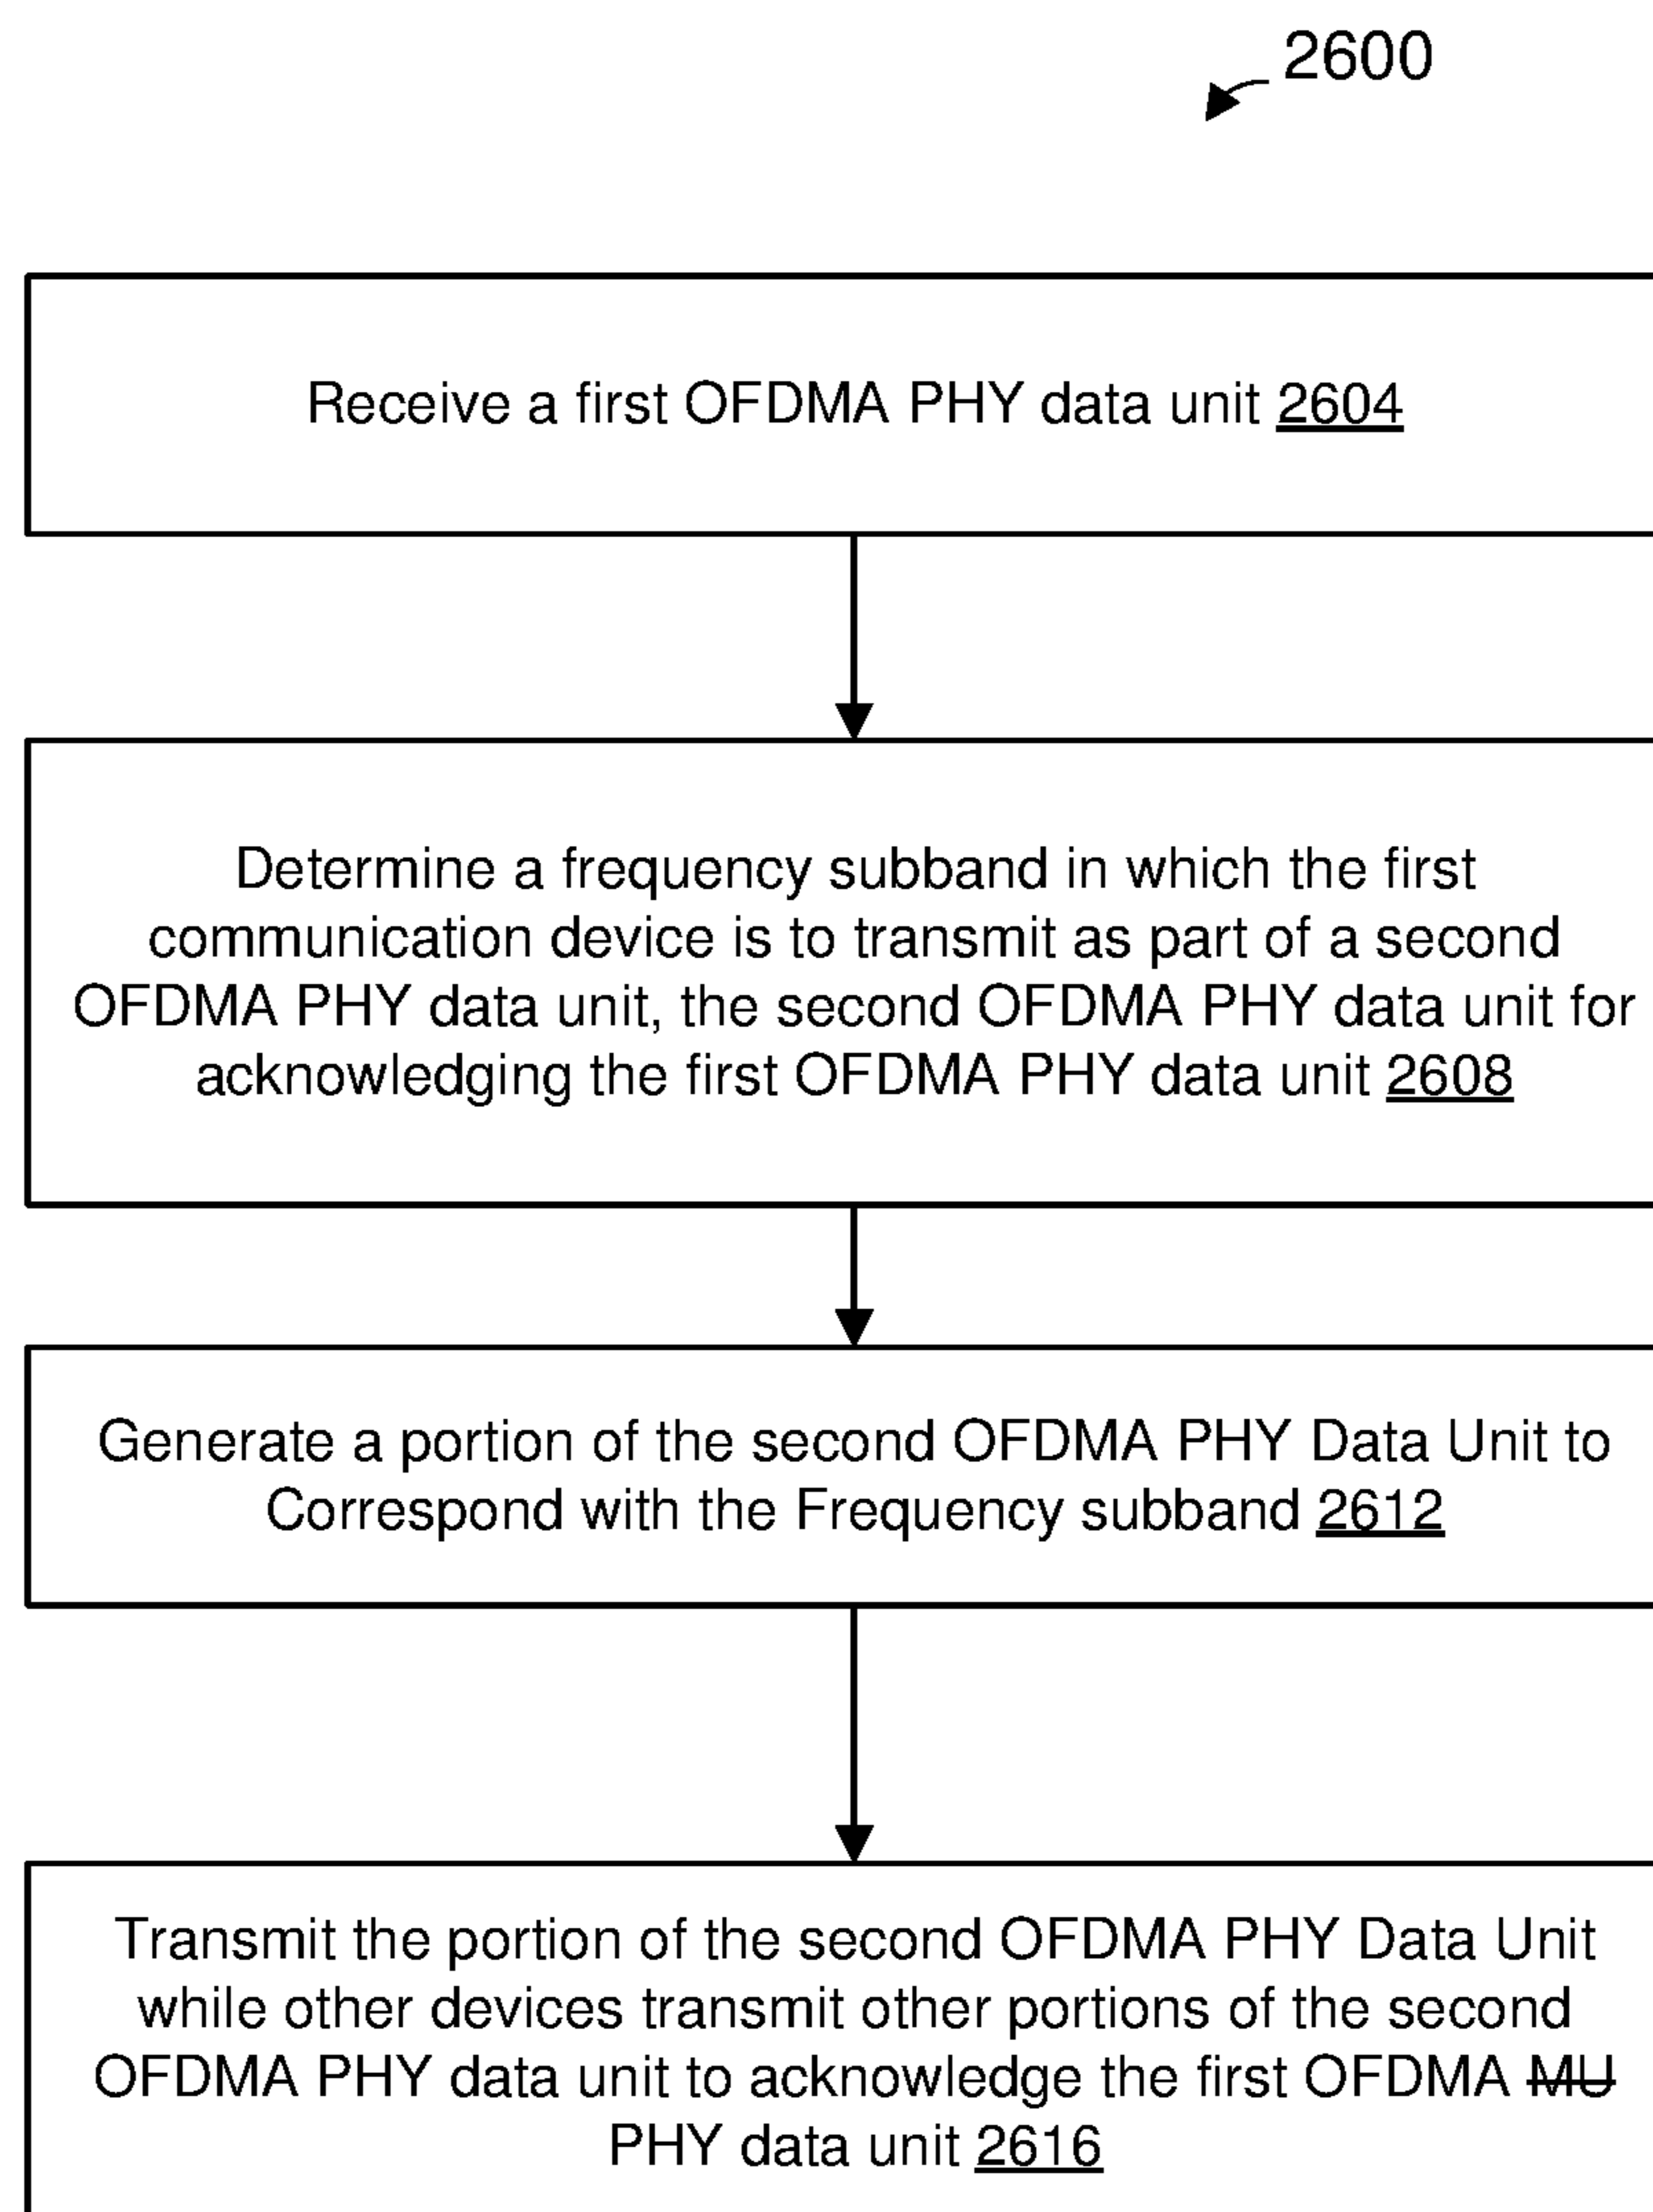 2600
Receive a first OFDMA PHY data unit 2604
Determine a frequency subband in which the first
communication device is to transmit as part of a second
OFDMA PHY data unit, the second OFDMA PHY data unit for
acknowledging the first OFDMA PHY data unit 2608
Generate a portion of the second OFDMA PHY Data Unit to
Correspond with the Frequency subband 2612
Transmit the portion of the second OFDMA PHY Data Unit
while other devices transmit other portions of the second
OFDMA PHY data unit to acknowledge the first OFDMA MU
PHY data unit 2616